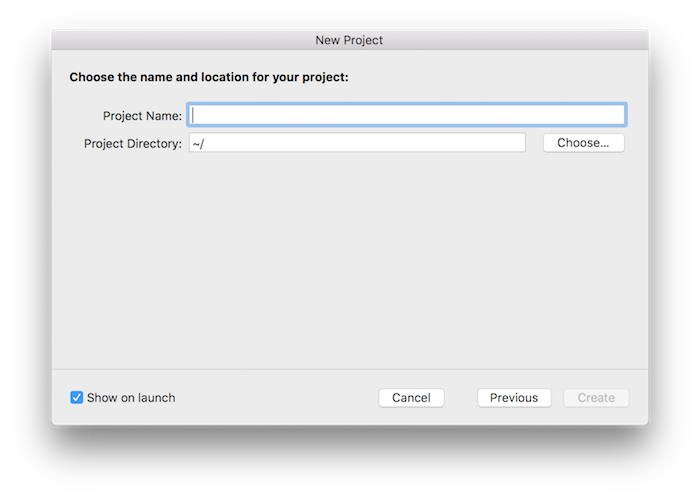 New Project
Choose the name and location for your project:
Project Name:
Project Directory: ~/ Choose...
Show on launch Cancel Previous Create